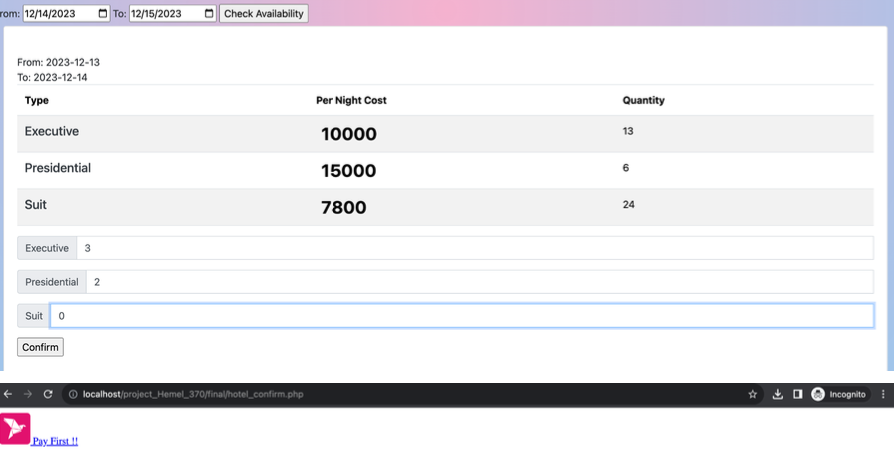 rom: 12/14/2023 To: 12/15/2023 Check Availability
From: 2023-12-13
To: 2023-12-14
Type Per Night Cost Quantity
Executive 10000 13
Presidential 15000 6
Suit 7800 24
Executive 3
Presidential 2
Suit 0
Confirm
localhost/project_Hemel_370/final/hotel_confirm.php Incognito
Pay First !!